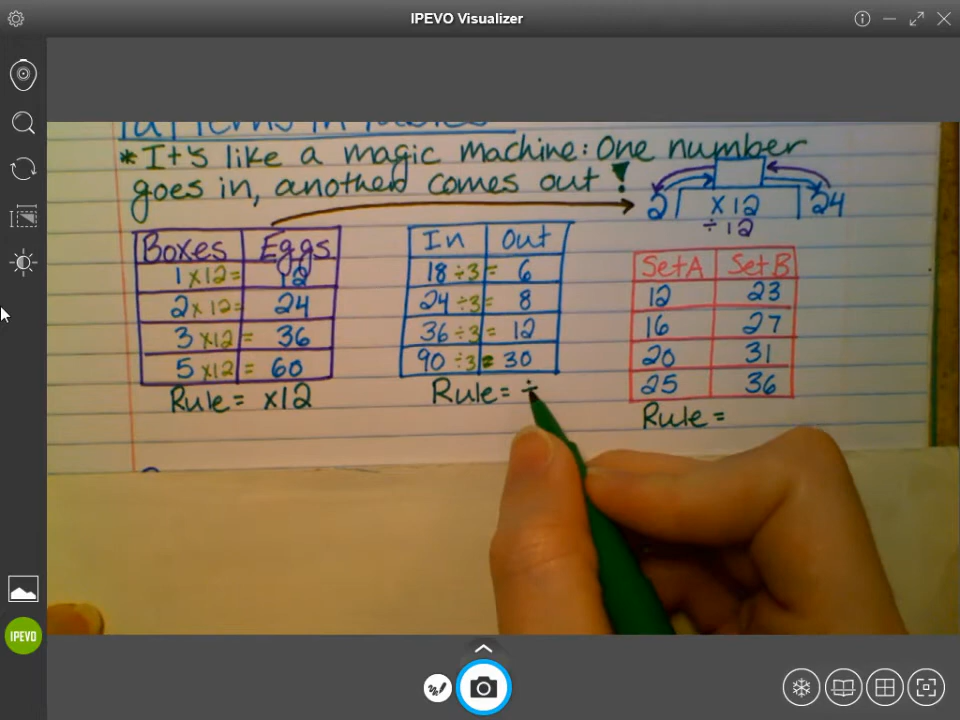 IPEVO Visualizer
Patterns in Tables
*It's like a magic machine: One number
goes in, another comes out!
2 ×12 24
÷12
Boxes Eggs
1 ×12= 12
2 ×12= 24
3 ×12= 36
5 ×12= 60
Rule= ×12
In Out
18 ÷3= 6
24 ÷3= 8
36 ÷3= 12
90 ÷3= 30
Rule= ÷
Set A Set B
12 23
16 27
20 31
25 36
Rule=
IPEVO